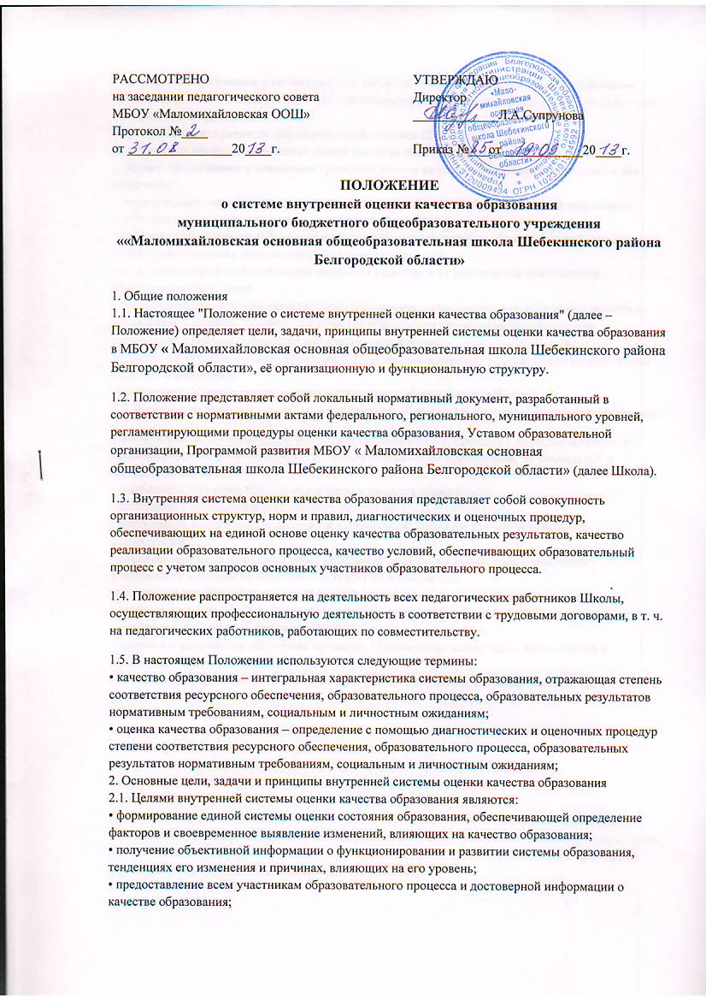 РАССМОТРЕНО
на заседании педагогического совета
МБОУ «Маломихайловская ООШ»
Протокол № 2
от 31.08 2013 г.
УТВЕРЖДАЮ
Директор
Л.А.Супрунова
Приказ № 85 от 2013 г.
«Мало-
михайловская
основная
общеобразовательная
школа Шебекинского
района
Белгородской
области»
ПОЛОЖЕНИЕ
о системе внутренней оценки качества образования
муниципального бюджетного общеобразовательного учреждения
««Маломихайловская основная общеобразовательная школа Шебекинского района
Белгородской области»
1. Общие положения
1.1. Настоящее "Положение о системе внутренней оценки качества образования" (далее –
Положение) определяет цели, задачи, принципы внутренней системы оценки качества образования
в МБОУ « Маломихайловская основная общеобразовательная школа Шебекинского района
Белгородской области», её организационную и функциональную структуру.
1.2. Положение представляет собой локальный нормативный документ, разработанный в
соответствии с нормативными актами федерального, регионального, муниципального уровней,
регламентирующими процедуры оценки качества образования, Уставом образовательной
организации, Программой развития МБОУ « Маломихайловская основная
общеобразовательная школа Шебекинского района Белгородской области» (далее Школа).
1.3. Внутренняя система оценки качества образования представляет собой совокупность
организационных структур, норм и правил, диагностических и оценочных процедур,
обеспечивающих на единой основе оценку качества образовательных результатов, качество
реализации образовательного процесса, качество условий, обеспечивающих образовательный
процесс с учетом запросов основных участников образовательного процесса.
1.4. Положение распространяется на деятельность всех педагогических работников Школы,
осуществляющих профессиональную деятельность в соответствии с трудовыми договорами, в т. ч.
на педагогических работников, работающих по совместительству.
1.5. В настоящем Положении используются следующие термины:
• качество образования – интегральная характеристика системы образования, отражающая степень
соответствия ресурсного обеспечения, образовательного процесса, образовательных результатов
нормативным требованиям, социальным и личностным ожиданиям;
• оценка качества образования – определение с помощью диагностических и оценочных процедур
степени соответствия ресурсного обеспечения, образовательного процесса, образовательных
результатов нормативным требованиям, социальным и личностным ожиданиям;
2. Основные цели, задачи и принципы внутренней системы оценки качества образования
2.1. Целями внутренней системы оценки качества образования являются:
• формирование единой системы оценки состояния образования, обеспечивающей определение
факторов и своевременное выявление изменений, влияющих на качество образования;
• получение объективной информации о функционировании и развитии системы образования,
тенденциях его изменения и причинах, влияющих на его уровень;
• предоставление всем участникам образовательного процесса и достоверной информации о
качестве образования;